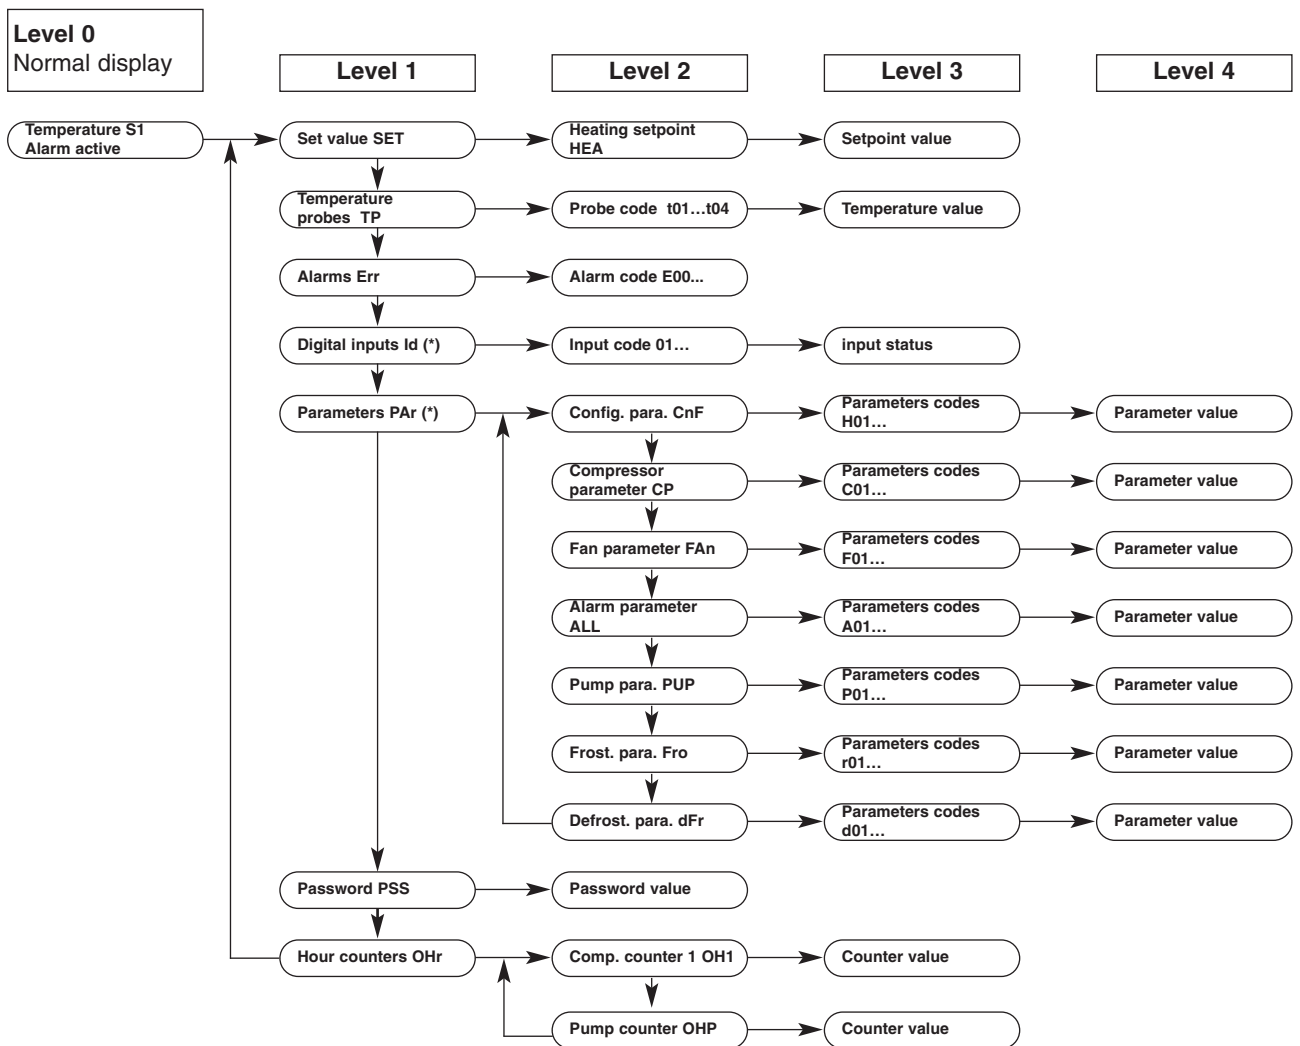 Level 0
Normal display
Level 1
Level 2
Level 3
Level 4
Temperature S1
Alarm active
Set value SET
Heating setpoint
HEA
Setpoint value
Temperature
probes TP
Probe code t01...t04
Temperature value
Alarms Err
Alarm code E00...
Digital inputs Id (*)
Input code 01...
input status
Parameters PAr (*)
Config. para. CnF
Parameters codes
H01...
Parameter value
Compressor
parameter CP
Parameters codes
C01...
Parameter value
Fan parameter FAn
Parameters codes
F01...
Parameter value
Alarm parameter
ALL
Parameters codes
A01...
Parameter value
Pump para. PUP
Parameters codes
P01...
Parameter value
Frost. para. Fro
Parameters codes
r01...
Parameter value
Defrost. para. dFr
Parameters codes
d01...
Parameter value
Password PSS
Password value
Hour counters OHr
Comp. counter 1 OH1
Counter value
Pump counter OHP
Counter value